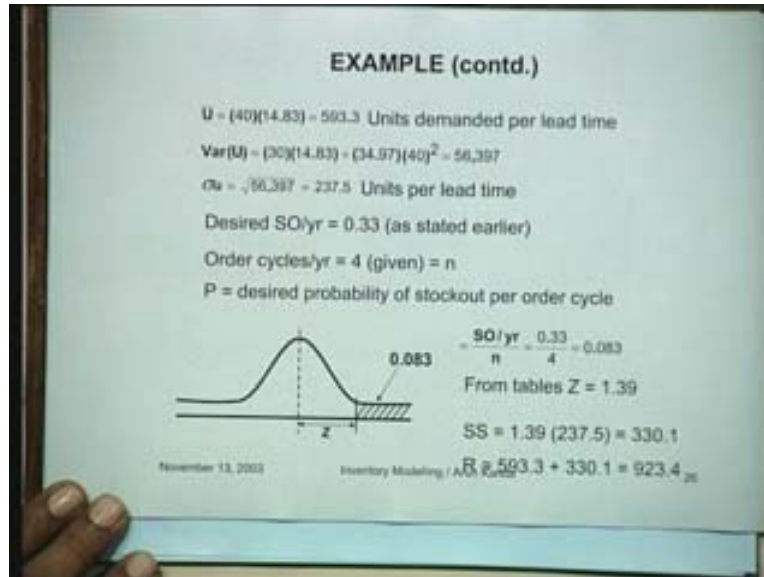 EXAMPLE (contd.)
U = (40)(14.83) = 593.3 Units demanded per lead time
Var(U) = (30)(14.83) + (34.97)(40)² = 56,397
σu = √56,397 = 237.5 Units per lead time
Desired SO/yr = 0.33 (as stated earlier)
Order cycles/yr = 4 (given) = n
P = desired probability of stockout per order cycle
= SO/yr / n = 0.33 / 4 = 0.083
0.083
From tables Z = 1.39
Z
SS = 1.39 (237.5) = 330.1
R = 593.3 + 330.1 = 923.4
November 13, 2003 Inventory Modeling / 26